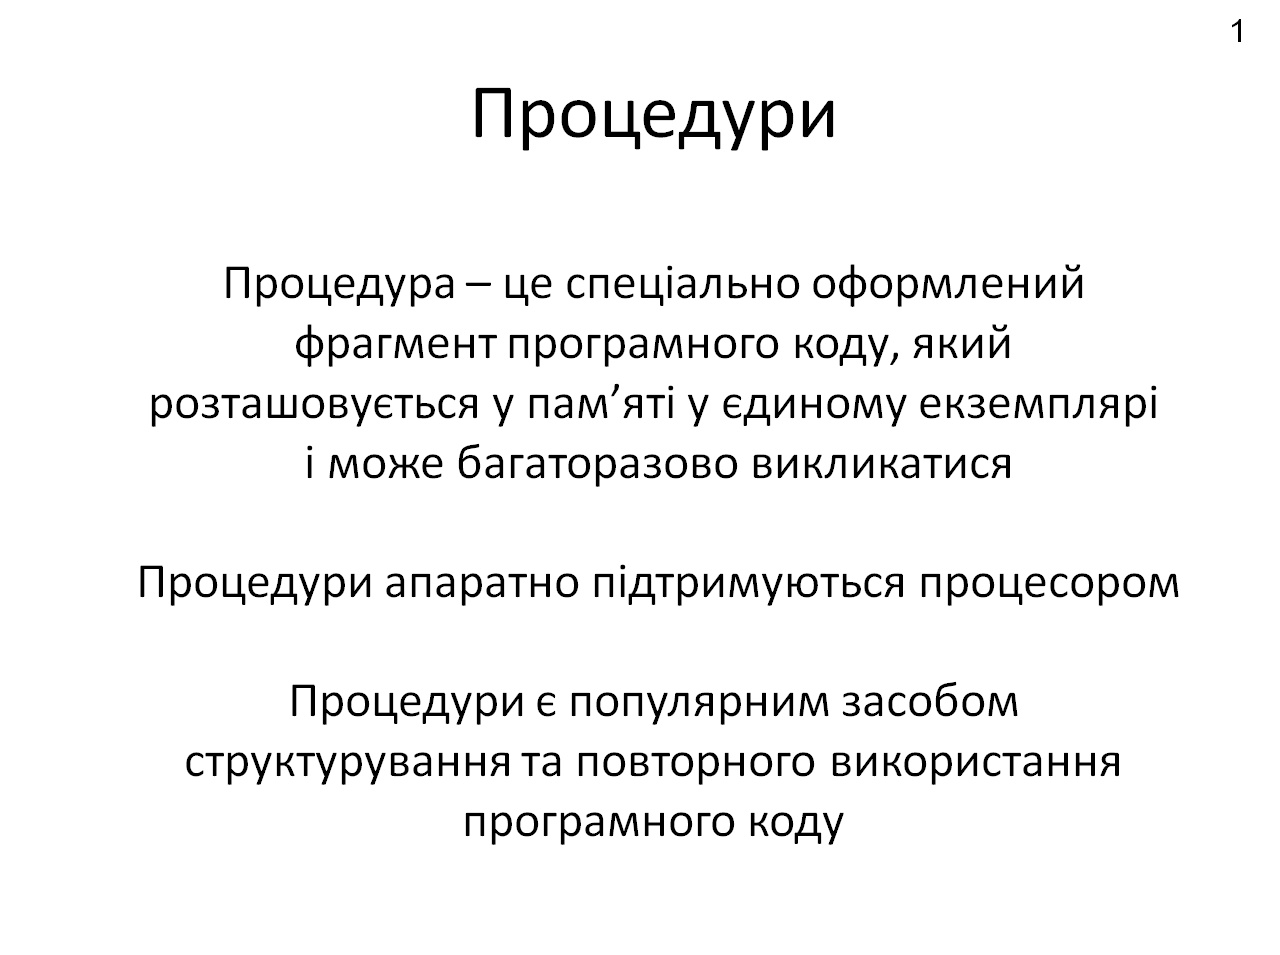 1
Процедури
Процедура – це спеціально оформлений
фрагмент програмного коду, який
розташовується у пам’яті у єдиному екземплярі
і може багаторазово викликатися
Процедури апаратно підтримуються процесором
Процедури є популярним засобом
структурування та повторного використання
програмного коду